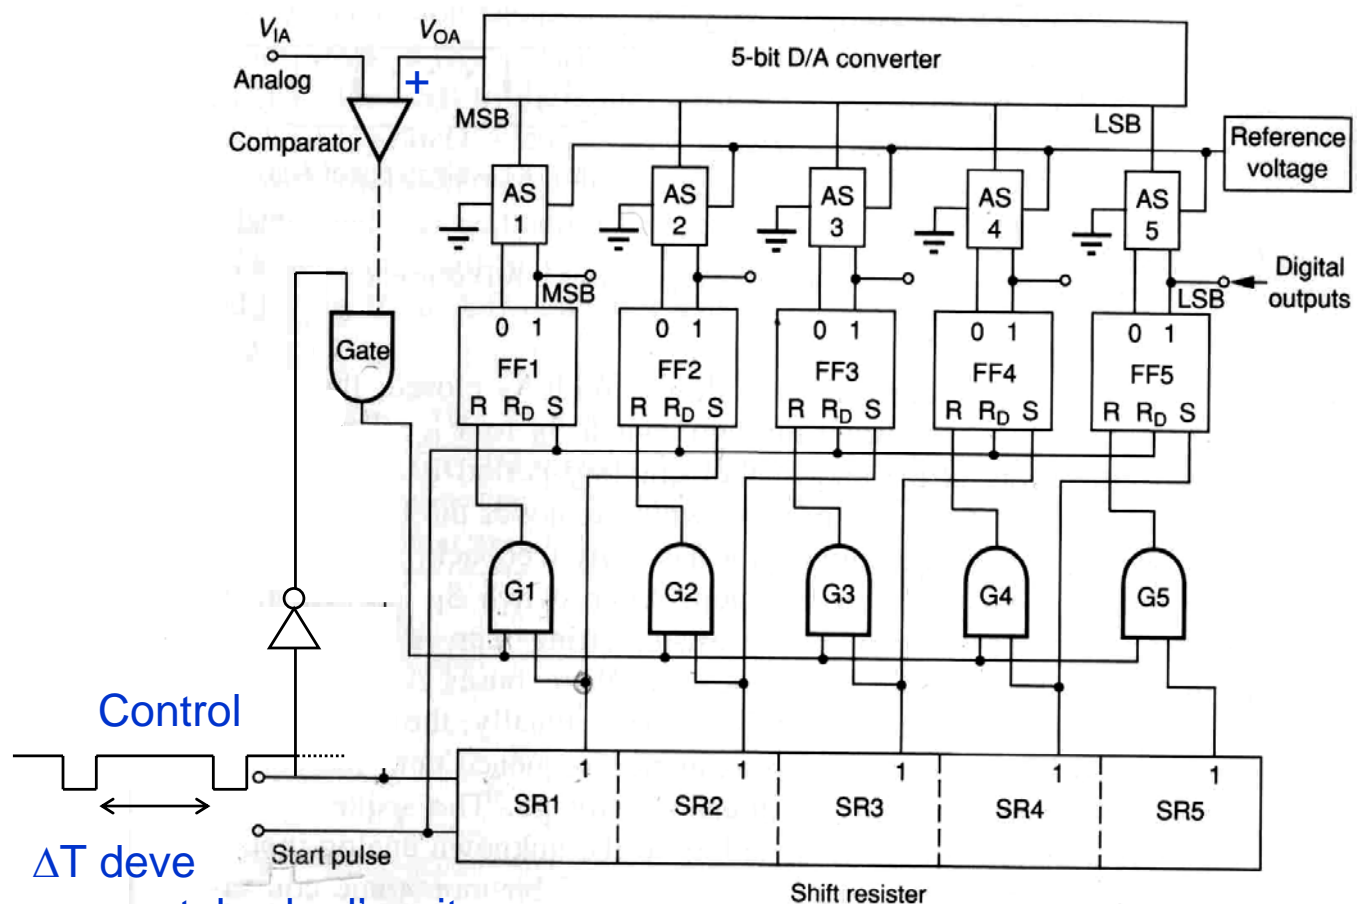 V_IA
V_OA
5-bit D/A converter
Analog
+
MSB
LSB
Comparator
Reference voltage
AS 1
AS 2
AS 3
AS 4
AS 5
MSB
LSB
Digital outputs
0 1
0 1
0 1
0 1
0 1
Gate
FF1
FF2
FF3
FF4
FF5
R R_D S
R R_D S
R R_D S
R R_D S
R R_D S
G1
G2
G3
G4
G5
Control
1
1
1
1
1
SR1
SR2
SR3
SR4
SR5
Start pulse
ΔT deve
Shift resister